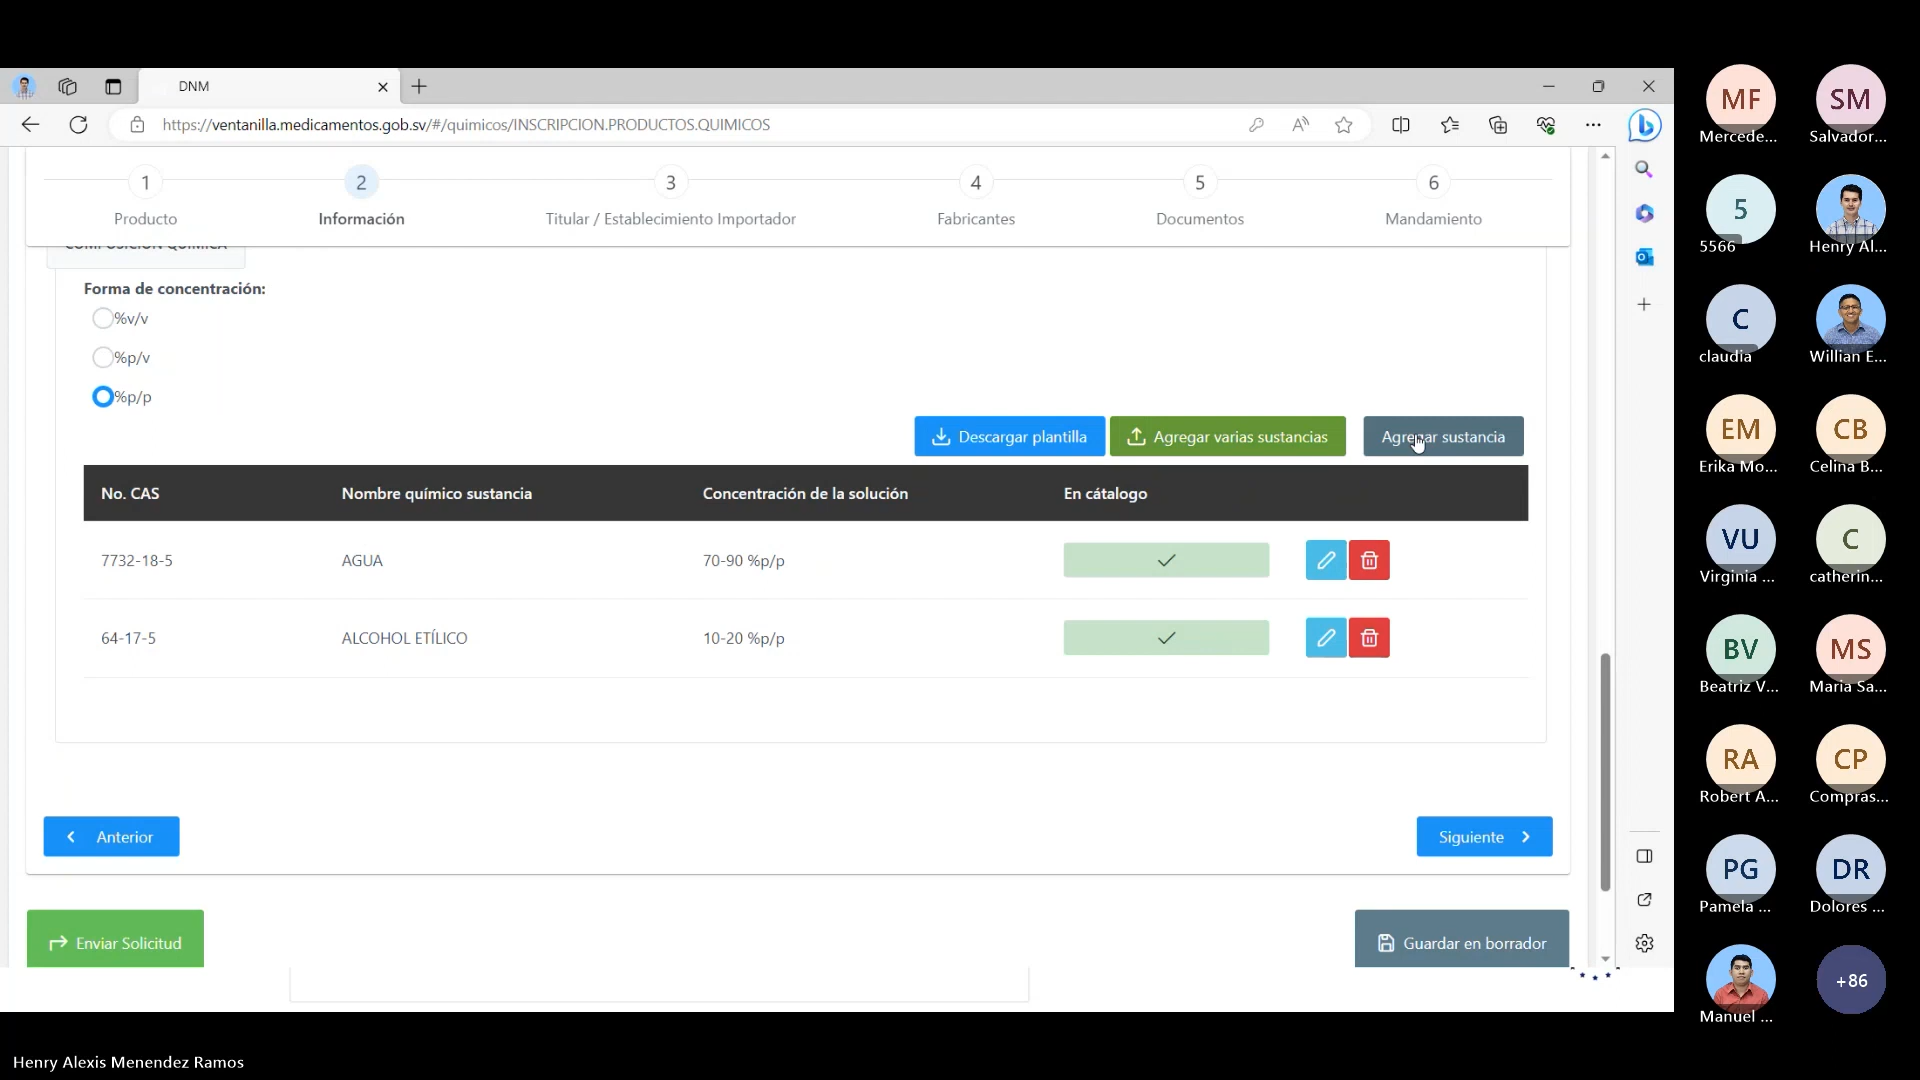 DNM
https://ventanilla.medicamentos.gob.sv/#/quimicos/INSCRIPCION.PRODUCTOS.QUIMICOS
1
Producto
2
Información
3
Titular / Establecimiento Importador
4
Fabricantes
5
Documentos
6
Mandamiento
COMPOSICIÓN QUÍMICA
Forma de concentración:
%v/v
%p/v
%p/p
Descargar plantilla
Agregar varias sustancias
Agregar sustancia
No. CAS Nombre químico sustancia Concentración de la solución En cátalogo
7732-18-5 AGUA 70-90 %p/p
64-17-5 ALCOHOL ETÍLICO 10-20 %p/p
Anterior
Siguiente
Enviar Solicitud
Guardar en borrador
MF
Mercede...
SM
Salvador...
5
5566
Henry Al...
C
claudia
Willian E...
EM
Erika Mo...
CB
Celina B...
VU
Virginia ...
C
catherin...
BV
Beatriz V...
MS
Maria Sa...
RA
Robert A...
CP
Compras...
PG
Pamela ...
DR
Dolores ...
Manuel ...
+86
Henry Alexis Menendez Ramos